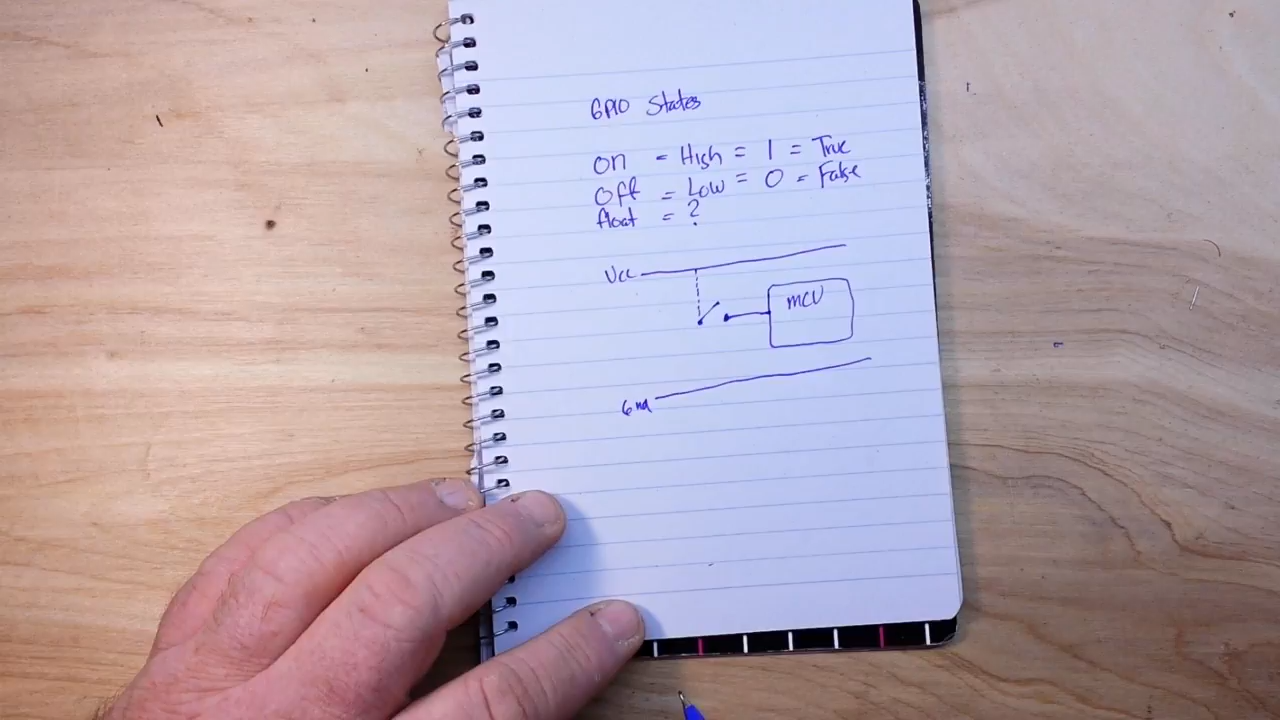 GPIO States
On = High = 1 = True
Off = Low = 0 = False
float = ?
Vcc
MCU
Gnd